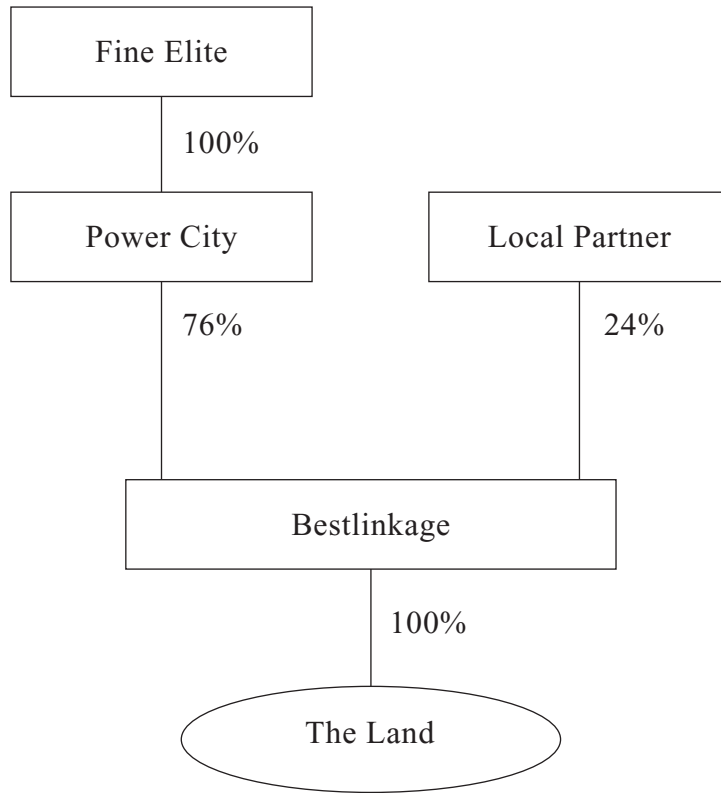 Fine Elite
100%
Power City
Local Partner
76%
24%
Bestlinkage
100%
The Land